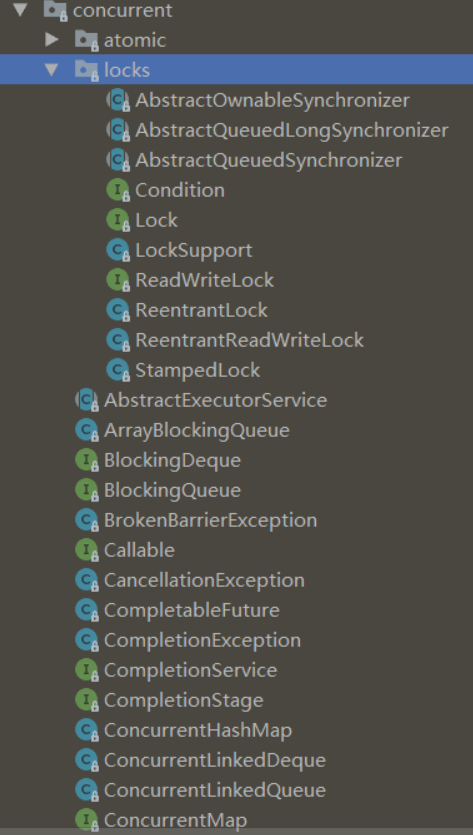 concurrent
atomic
locks
AbstractOwnableSynchronizer
AbstractQueuedLongSynchronizer
AbstractQueuedSynchronizer
Condition
Lock
LockSupport
ReadWriteLock
ReentrantLock
ReentrantReadWriteLock
StampedLock
AbstractExecutorService
ArrayBlockingQueue
BlockingDeque
BlockingQueue
BrokenBarrierException
Callable
CancellationException
CompletableFuture
CompletionException
CompletionService
CompletionStage
ConcurrentHashMap
ConcurrentLinkedDeque
ConcurrentLinkedQueue
ConcurrentMap